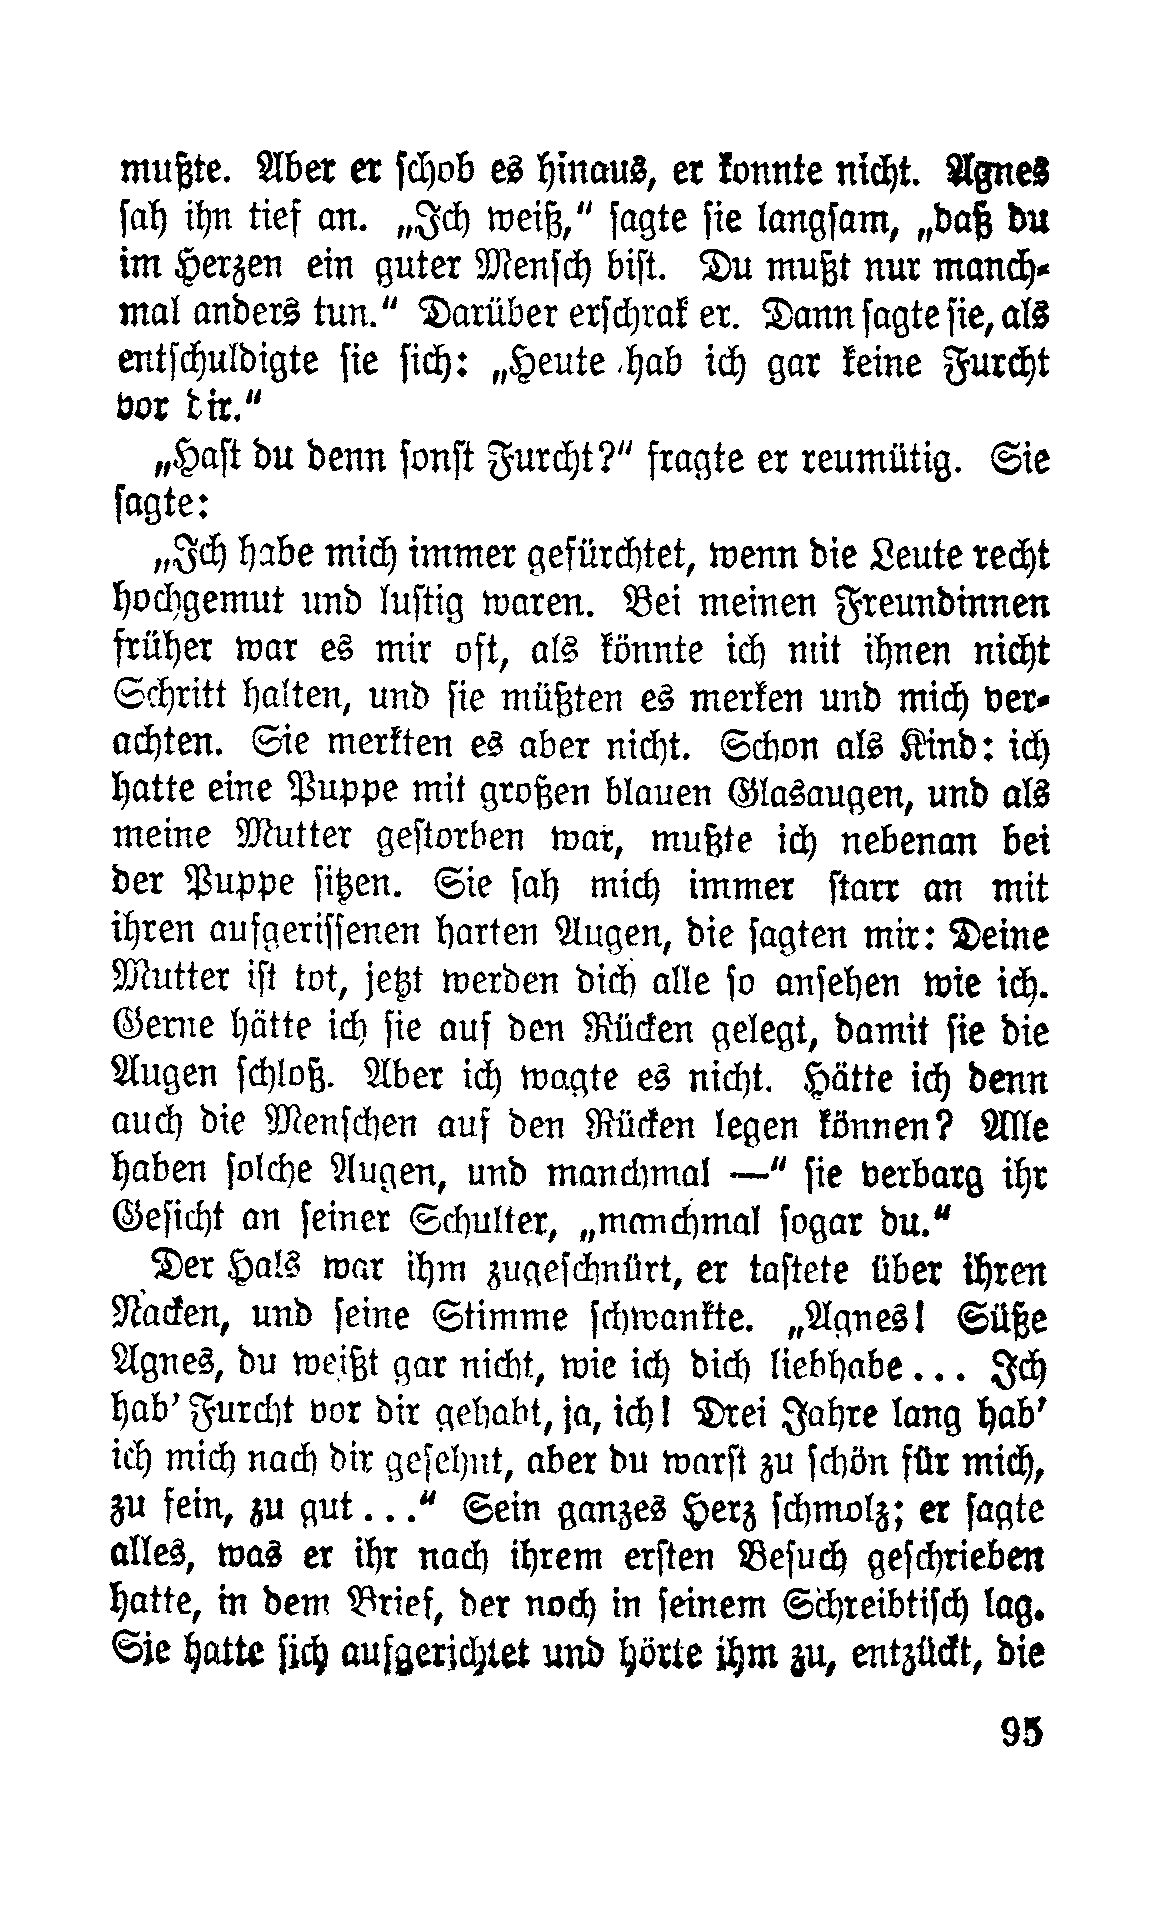 mußte. Aber er schob es hinaus, er konnte nicht. Agnes
sah ihn tief an. „Ich weiß,“ sagte sie langsam, „daß du
im Herzen ein guter Mensch bist. Du mußt nur manch-
mal anders tun.“ Darüber erschrak er. Dann sagte sie, als
entschuldigte sie sich: „Heute hab ich gar keine Furcht
vor dir.“
„Hast du denn sonst Furcht?“ fragte er reumütig. Sie
sagte:
„Ich habe mich immer gefürchtet, wenn die Leute recht
hochgemut und lustig waren. Bei meinen Freundinnen
früher war es mir oft, als könnte ich mit ihnen nicht
Schritt halten, und sie müßten es merken und mich ver-
achten. Sie merkten es aber nicht. Schon als Kind: ich
hatte eine Puppe mit großen blauen Glasaugen, und als
meine Mutter gestorben war, mußte ich nebenan bei
der Puppe sitzen. Sie sah mich immer starr an mit
ihren aufgerissenen harten Augen, die sagten mir: Deine
Mutter ist tot, jetzt werden dich alle so ansehen wie ich.
Gerne hätte ich sie auf den Rücken gelegt, damit sie die
Augen schloß. Aber ich wagte es nicht. Hätte ich denn
auch die Menschen auf den Rücken legen können? Alle
haben solche Augen, und manchmal —“ sie verbarg ihr
Gesicht an seiner Schulter, „manchmal sogar du.“
Der Hals war ihm zugeschnürt, er tastete über ihren
Nacken, und seine Stimme schwankte. „Agnes! Süße
Agnes, du weißt gar nicht, wie ich dich liebhabe... Ich
hab' Furcht vor dir gehabt, ja, ich! Drei Jahre lang hab'
ich mich nach dir gesehnt, aber du warst zu schön für mich,
zu fein, zu gut...“ Sein ganzes Herz schmolz; er sagte
alles, was er ihr nach ihrem ersten Besuch geschrieben
hatte, in dem Brief, der noch in seinem Schreibtisch lag.
Sie hatte sich aufgerichtet und hörte ihm zu, entzückt, die
95